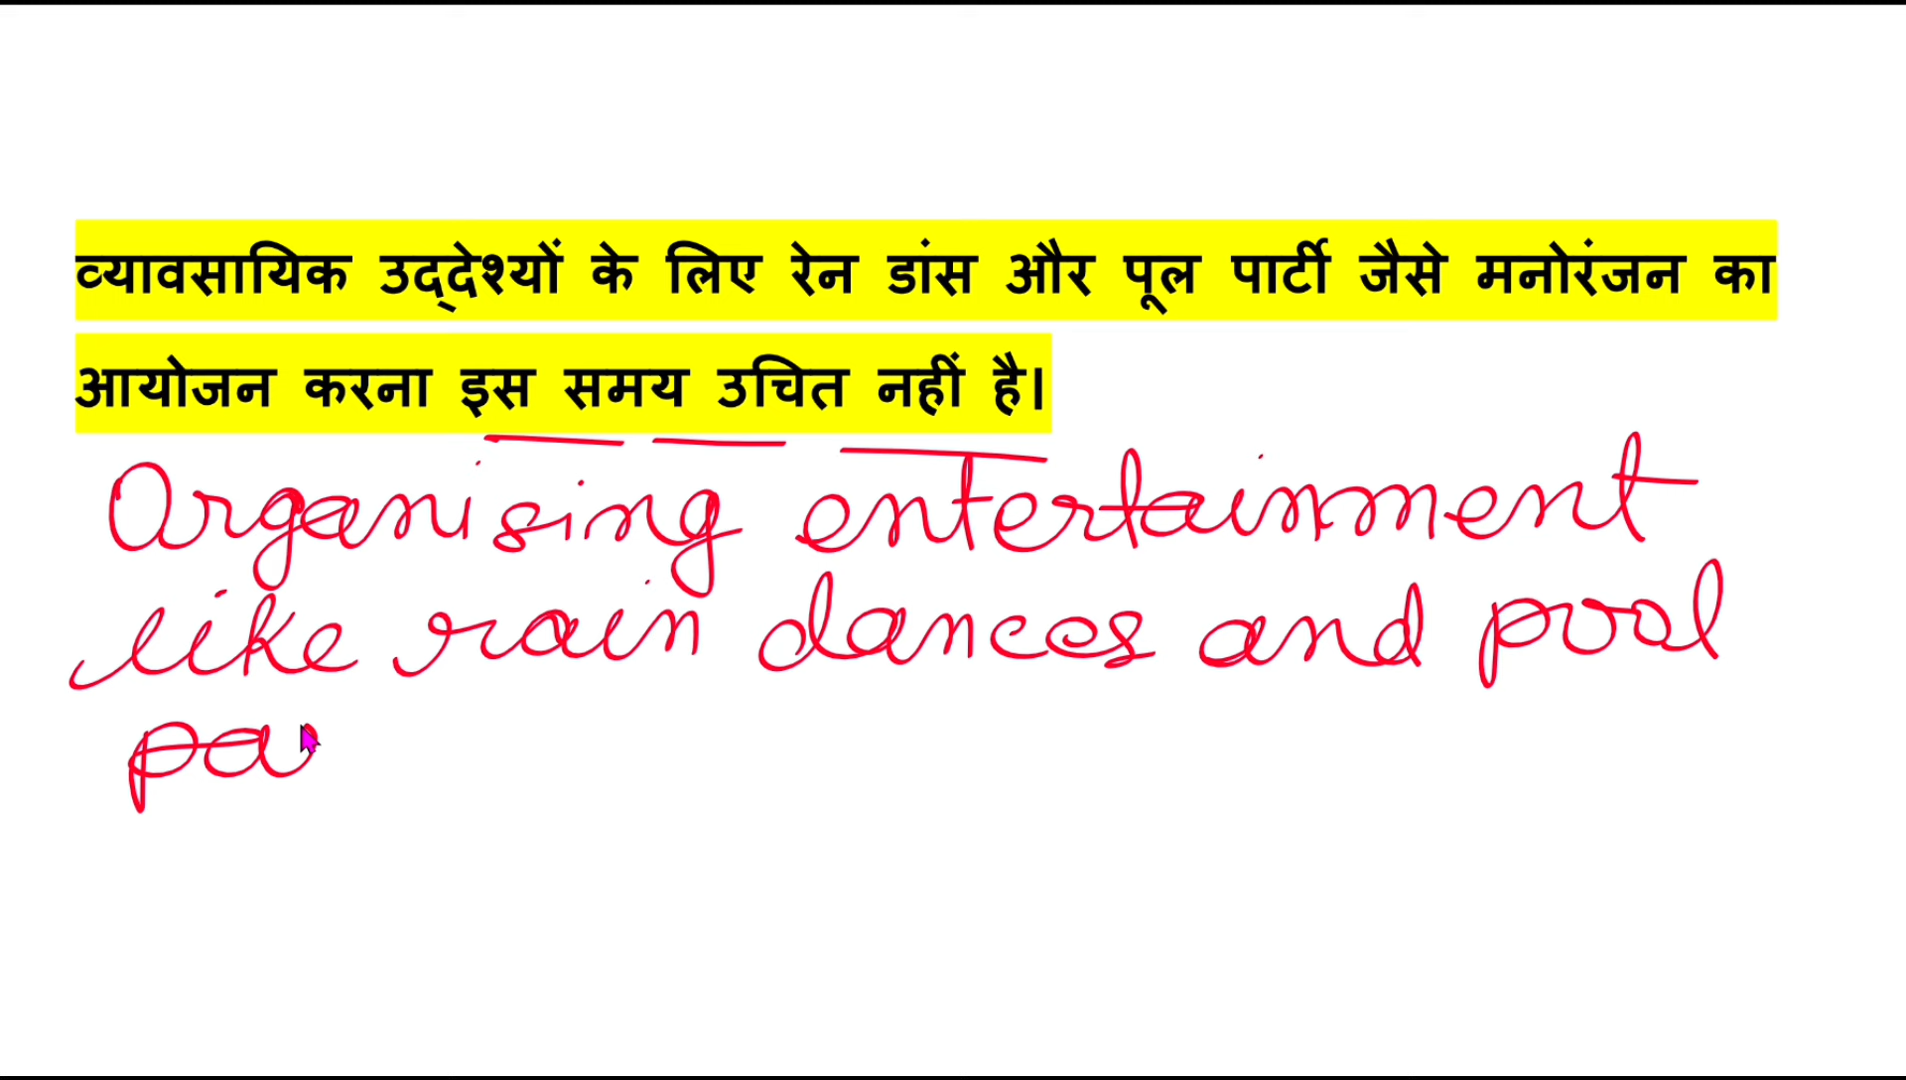 व्यावसायिक उद्देश्यों के लिए रेन डांस और पूल पार्टी जैसे मनोरंजन का
आयोजन करना इस समय उचित नहीं है।
Organising entertainment
like rain dances and pool
pa